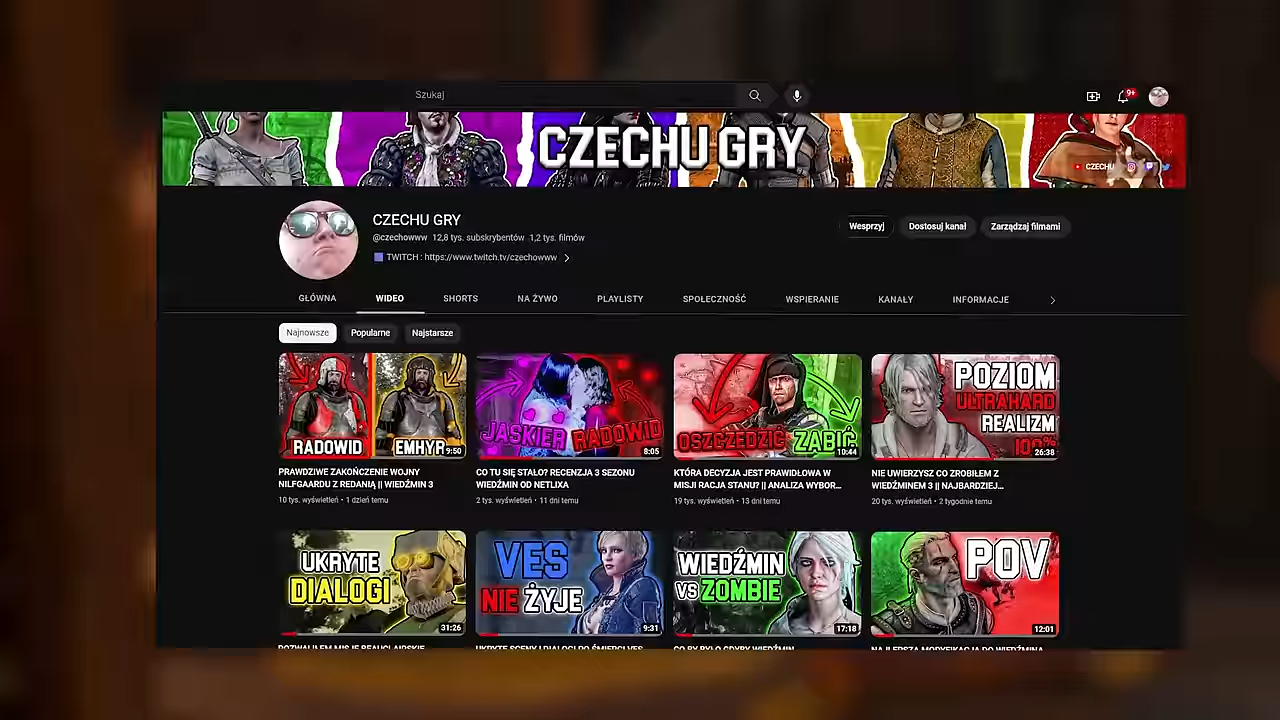 Szukaj
9+
CZECHU GRY
CZECHU
CZECHU GRY
@czechowww 12,8 tys. subskrybentów 1,2 tys. filmów
Wesprzyj
Dostosuj kanał
Zarządzaj filmami
TWITCH : https://www.twitch.tv/czechowww
GŁÓWNA
WIDEO
SHORTS
NA ŻYWO
PLAYLISTY
SPOŁECZNOŚĆ
WSPIERANIE
KANAŁY
INFORMACJE
Najnowsze
Popularne
Najstarsze
RADOWID
EMHYR
9:50
JASKIER RADOWID
8:05
OSZCZĘDZIĆ ZABIĆ
10:44
POZIOM
ULTRAHARD
REALIZM
100%
26:38
PRAWDZIWE ZAKOŃCZENIE WOJNY
NILFGAARDU Z REDANIĄ || WIEDŹMIN 3
10 tys. wyświetleń • 1 dzień temu
CO TU SIĘ STAŁO? RECENZJA 3 SEZONU
WIEDŹMIN OD NETLIXA
2 tys. wyświetleń • 11 dni temu
KTÓRA DECYZJA JEST PRAWIDŁOWA W
MISJI RACJA STANU? || ANALIZA WYBOR...
19 tys. wyświetleń • 13 dni temu
NIE UWIERZYSZ CO ZROBIŁEM Z
WIEDŹMINEM 3 || NAJBARDZIEJ...
20 tys. wyświetleń • 2 tygodnie temu
UKRYTE
DIALOGI
31:26
VES
NIE ŻYJE
9:31
WIEDŹMIN
VS ZOMBIE
17:18
POV
12:01